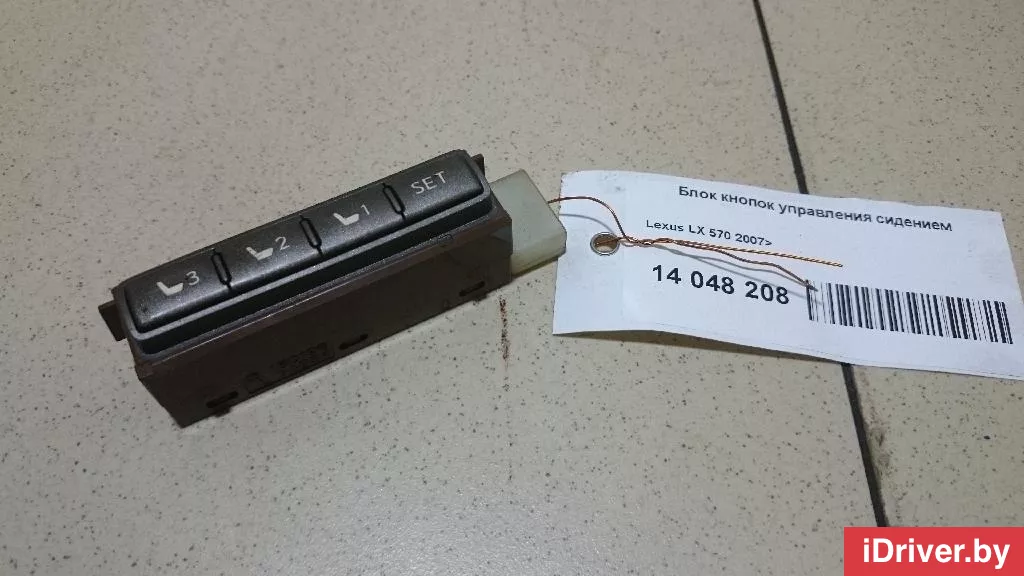 Блок кнопок управления сидением
Lexus LX 570 2007>
14 048 208
SET
1
2
3
iDriver.by